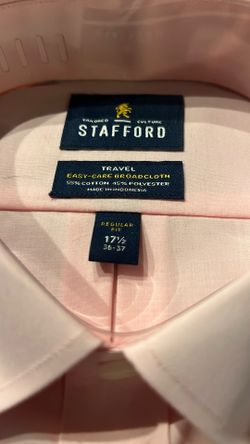 TAILORED CULTURE
STAFFORD
TRAVEL
EASY-CARE BROADCLOTH
55% COTTON 45% POLYESTER
MADE IN INDONESIA
REGULAR
FIT
17½
36-37